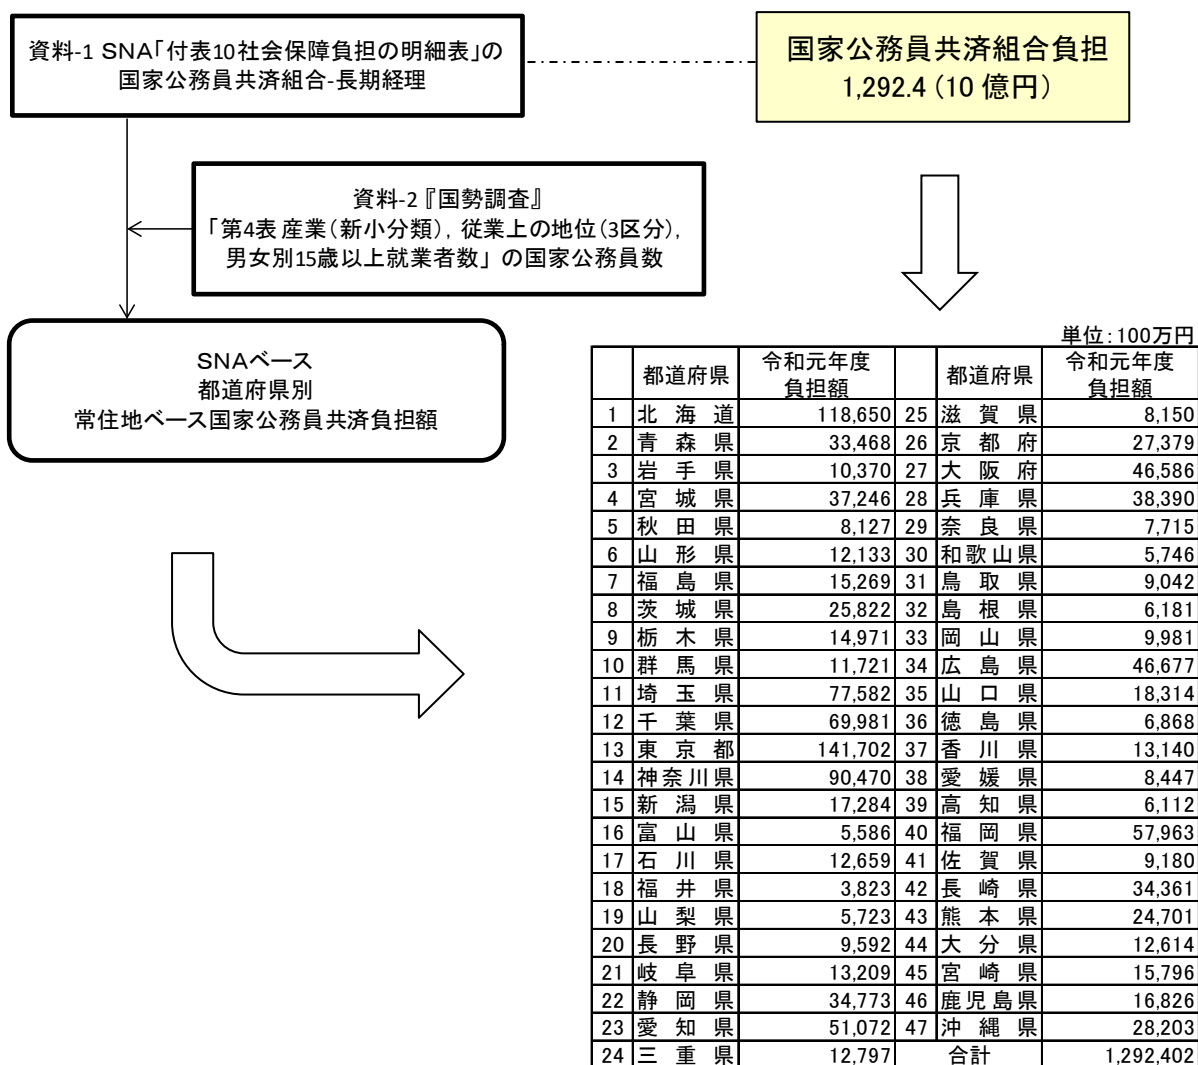 資料-1 SNA「付表10社会保障負担の明細表」の
国家公務員共済組合-長期経理
国家公務員共済組合負担
1,292.4 (10 億円)
資料-2『国勢調査』
「第4表 産業(新小分類), 従業上の地位(3区分),
男女別15歳以上就業者数」の国家公務員数
SNAベース
都道府県別
常住地ベース国家公務員共済負担額
単位:100万円
都道府県 令和元年度負担額 都道府県 令和元年度負担額
1 北海道 118,650 25 滋賀県 8,150
2 青森県 33,468 26 京都府 27,379
3 岩手県 10,370 27 大阪府 46,586
4 宮城県 37,246 28 兵庫県 38,390
5 秋田県 8,127 29 奈良県 7,715
6 山形県 12,133 30 和歌山県 5,746
7 福島県 15,269 31 鳥取県 9,042
8 茨城県 25,822 32 島根県 6,181
9 栃木県 14,971 33 岡山県 9,981
10 群馬県 11,721 34 広島県 46,677
11 埼玉県 77,582 35 山口県 18,314
12 千葉県 69,981 36 徳島県 6,868
13 東京都 141,702 37 香川県 13,140
14 神奈川県 90,470 38 愛媛県 8,447
15 新潟県 17,284 39 高知県 6,112
16 富山県 5,586 40 福岡県 57,963
17 石川県 12,659 41 佐賀県 9,180
18 福井県 3,823 42 長崎県 34,361
19 山梨県 5,723 43 熊本県 24,701
20 長野県 9,592 44 大分県 12,614
21 岐阜県 13,209 45 宮崎県 15,796
22 静岡県 34,773 46 鹿児島県 16,826
23 愛知県 51,072 47 沖縄県 28,203
24 三重県 12,797 合計 1,292,402